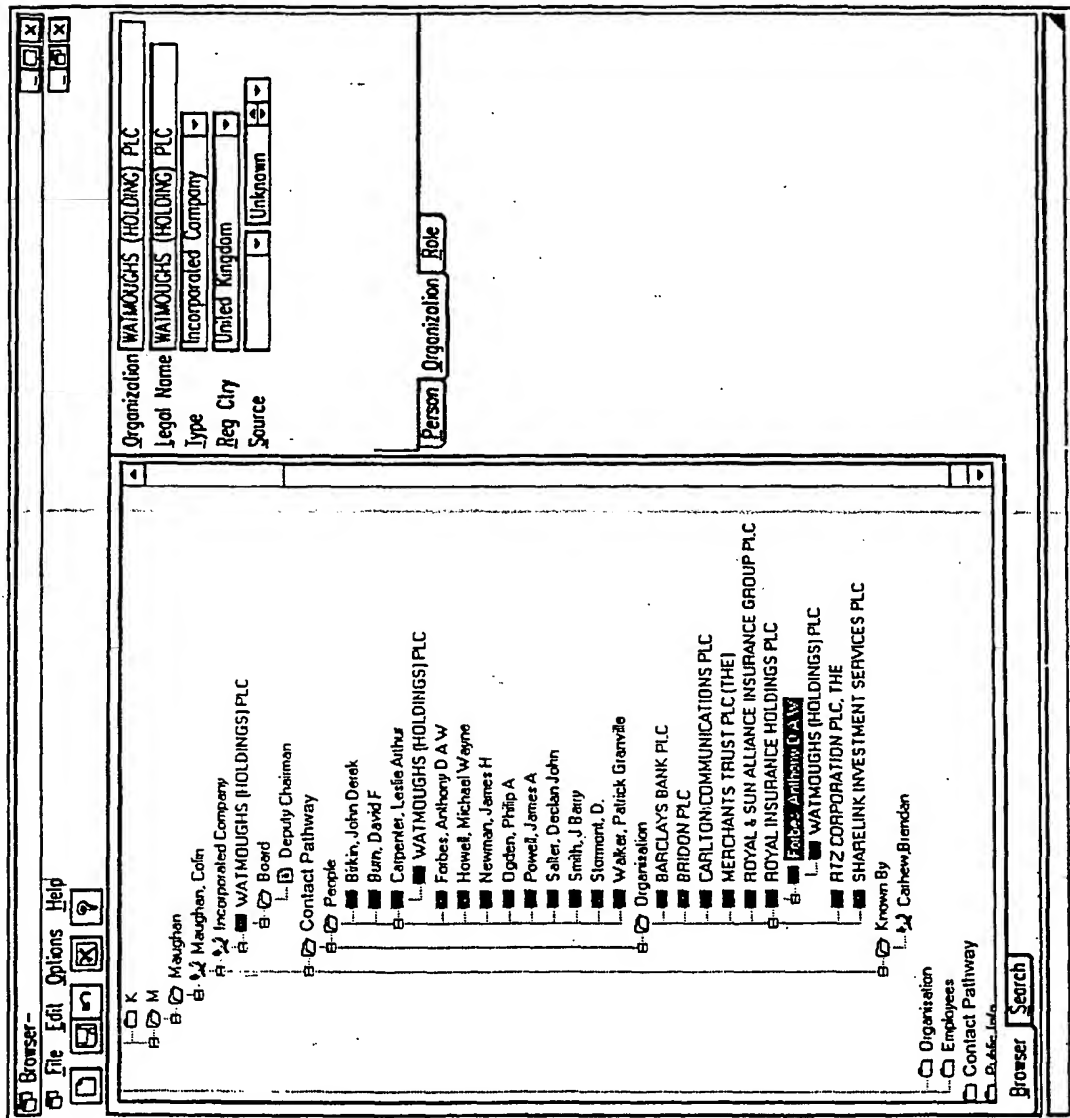 Browser-
File Edit Options Help
K
M
Maughan
Maughan, Colin
Incorporated Company
WATMOUGHS (HOLDINGS) PLC
Board
Deputy Chairman
Contact Pathway
People
Birkin, John Derek
Burn, David F
Carpenter, Leslie Arthur
WATMOUGHS (HOLDINGS) PLC
Forbes, Anthony D A W
Howell, Michael Wayne
Newman, James H
Ogden, Philip A
Powell, James A
Salter, Declan John
Smith, J Barry
Stormont, D.
Walker, Patrick Granville
Organisation
BARCLAYS BANK PLC
BRIDON PLC
CARLTON COMMUNICATIONS PLC
MERCHANTS TRUST PLC (THE)
ROYAL & SUN ALLIANCE INSURANCE GROUP PLC
ROYAL INSURANCE HOLDINGS PLC
Forbes, Anthony D A W
WATMOUGHS (HOLDINGS) PLC
RTZ CORPORATION PLC, THE
SHARELINK INVESTMENT SERVICES PLC
Known By
Cathew, Brendan
Organisation
Employees
Contact Pathway
Public Info
Browser Search
Organization WATMOUGHS (HOLDING) PLC
Legal Name WATMOUGHS (HOLDING) PLC
Type Incorporated Company
Reg Ctry United Kingdom
Source Unknown
Person Organization Role